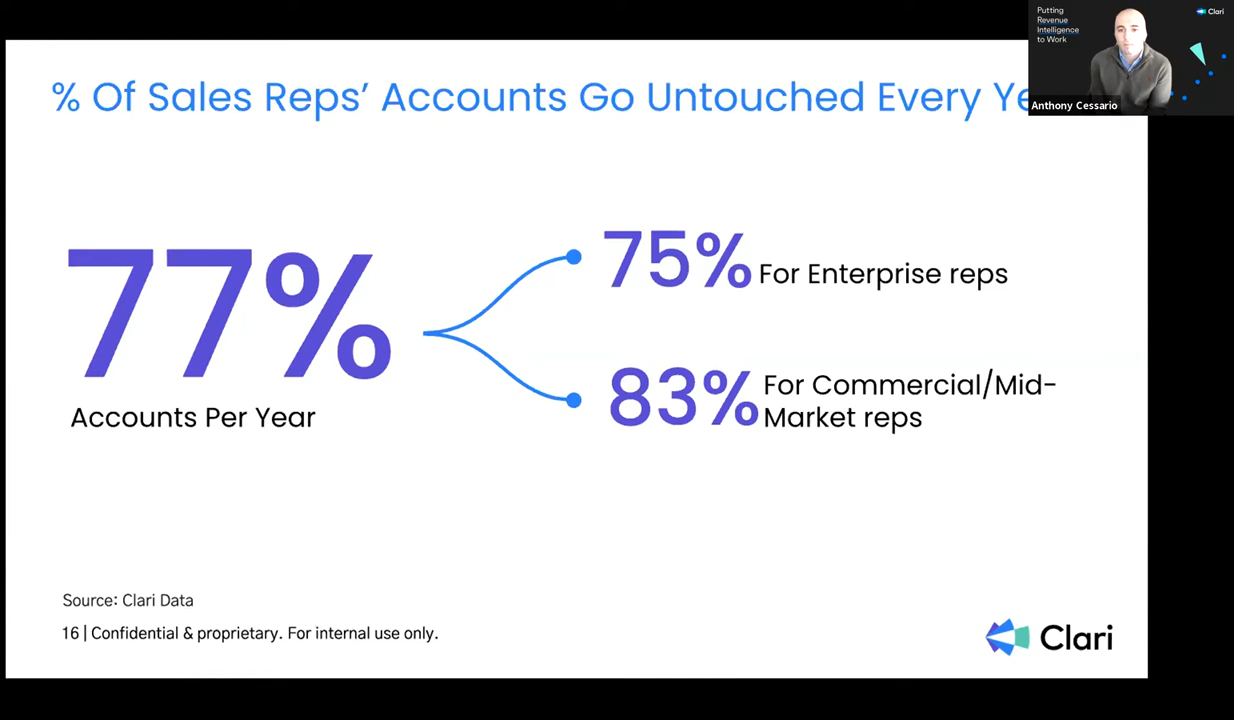 Putting
Revenue
Intelligence
to Work
Clari
Anthony Cessario
% Of Sales Reps’ Accounts Go Untouched Every Ye
77%
Accounts Per Year
75% For Enterprise reps
83% For Commercial/Mid-
Market reps
Source: Clari Data
16 | Confidential & proprietary. For internal use only.
Clari